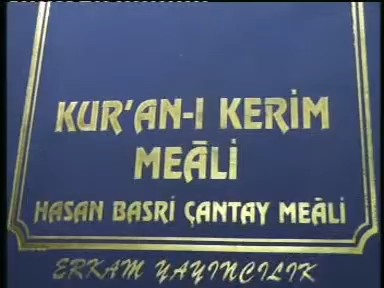 KUR'AN-I KERİM
MEÂLİ
HASAN BASRİ ÇANTAY MEÂLİ
ERKAM YAYINCILIK